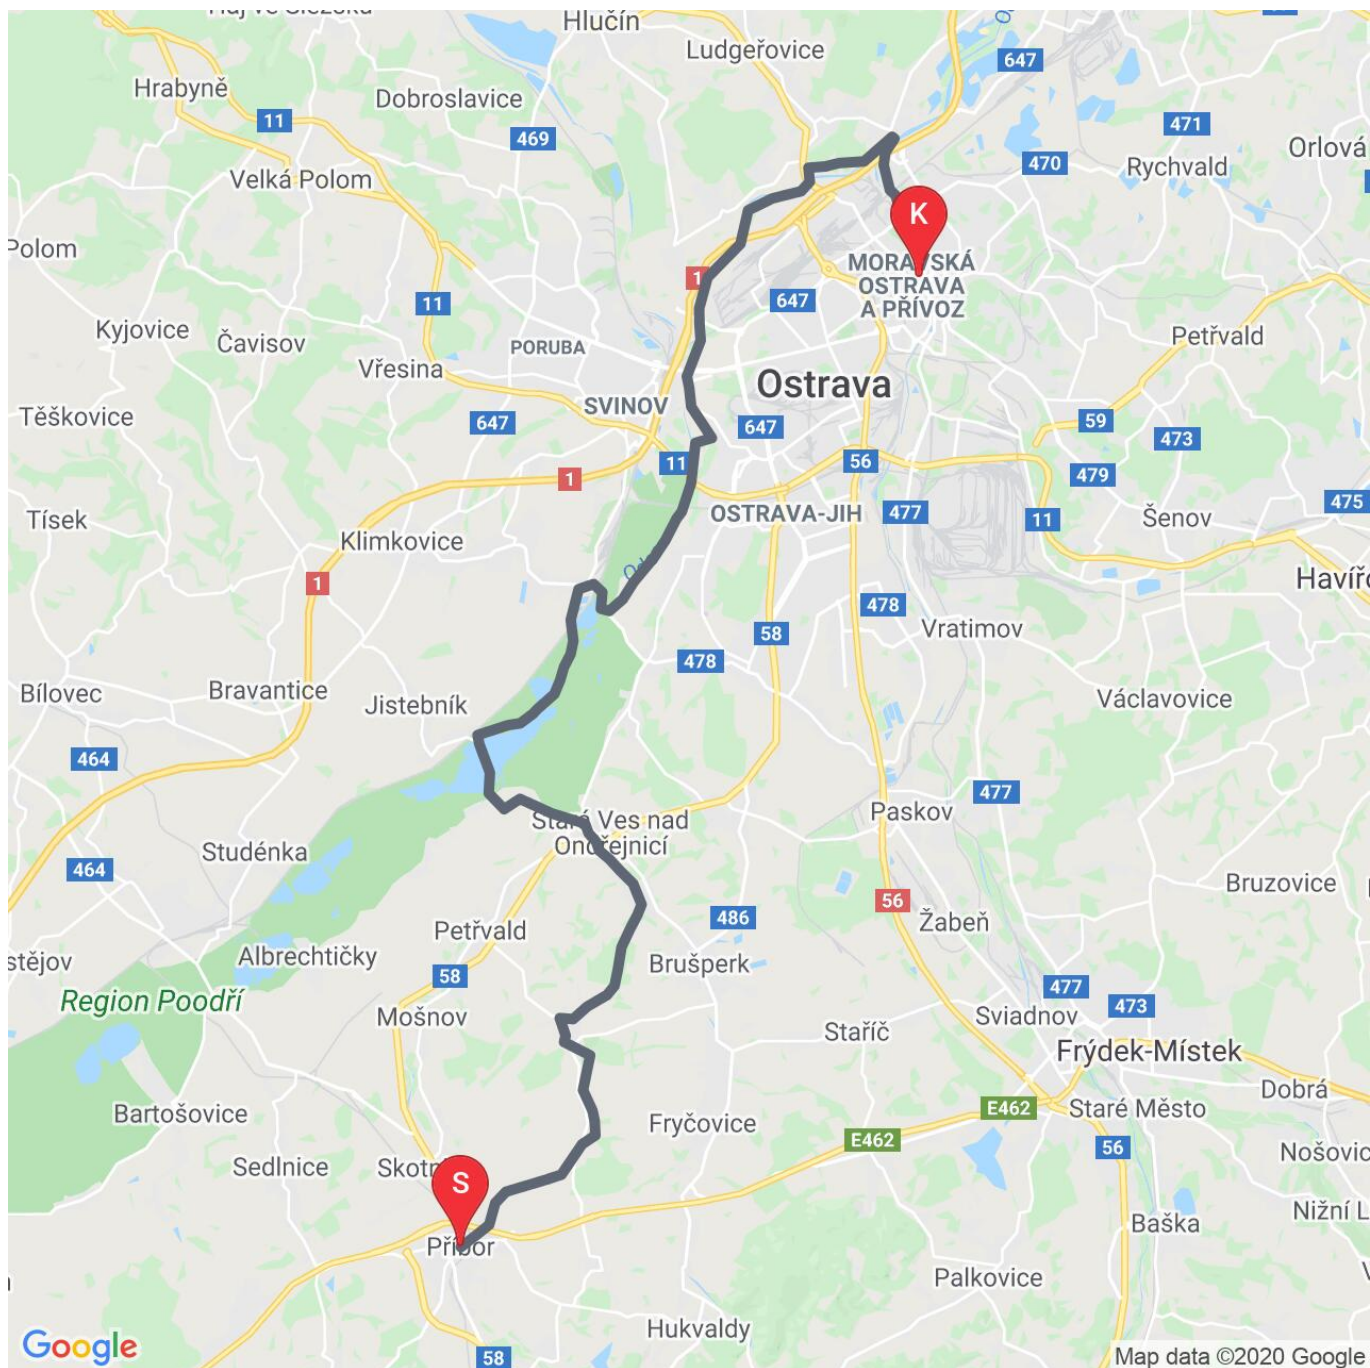 Háj ve Slezsku
Hlučín
Ludgeřovice
647
Hrabyně
Dobroslavice
11
469
471
Orlová
470
Rychvald
Velká Polom
K
Polom
MORAVSKÁ
OSTRAVA
A PŘÍVOZ
1
647
11
Kyjovice
Čavisov
PORUBA
Petřvald
Vřesina
Ostrava
SVINOV
Těškovice
647
647
59
473
11
56
1
479
475
Tísek
OSTRAVA-JIH
477
11
Šenov
Klimkovice
1
Havířo
478
58
Vratimov
478
Bílovec
Bravantice
Jistebník
Václavovice
464
477
Paskov
Stará Ves nad
Ondřejnicí
Studénka
464
Bruzovice
56
486
Žabeň
Petřvald
stějov
Albrechtičky
58
Brušperk
Region Poodří
477
473
Mošnov
Sviadnov
Staříč
Frýdek-Místek
Dobrá
Bartošovice
E462
Staré Město
Fryčovice
E462
56
Nošovic
Sedlnice
Skotn
S
Nižní L
Baška
Příbor
Palkovice
Hukvaldy
58
Google
Map data ©2020 Google